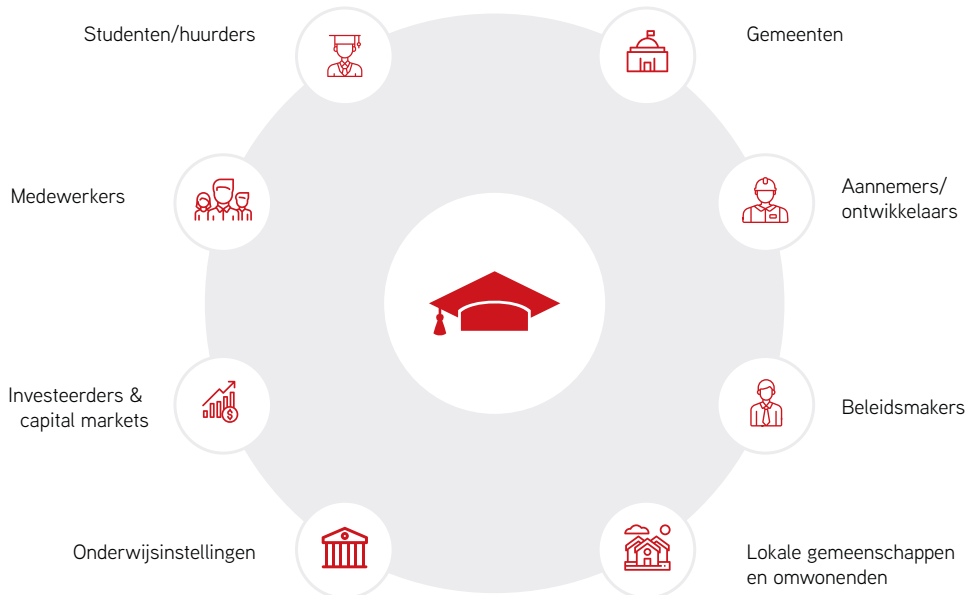 Studenten/huurders
Gemeenten
Medewerkers
Aannemers/
ontwikkelaars
Investeerders &
capital markets
$
Beleidsmakers
Onderwijsinstellingen
Lokale gemeenschappen
en omwonenden